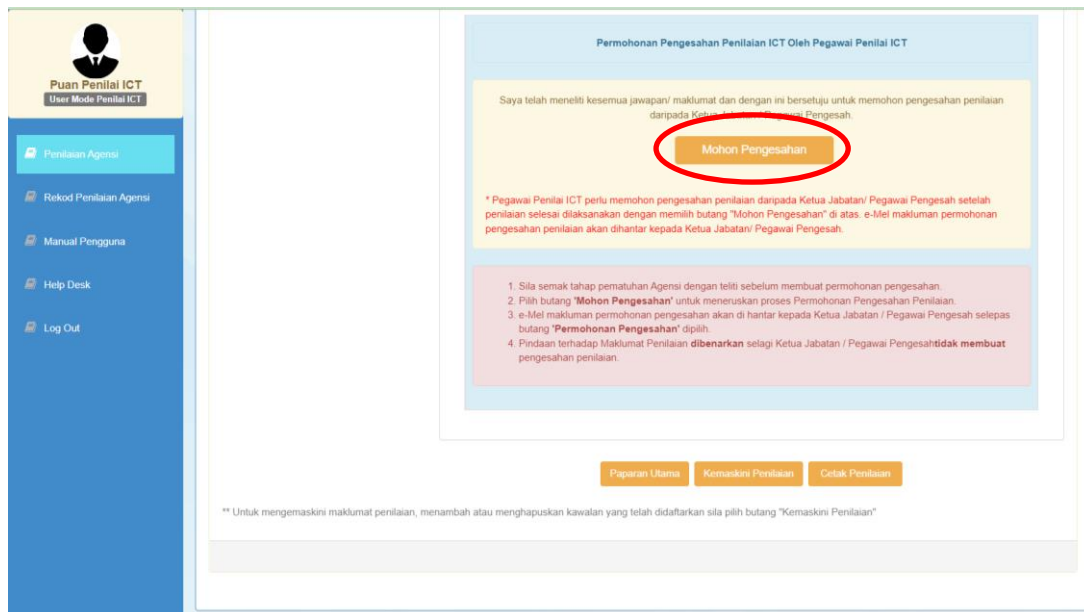 Puan Penilai ICT
User Mode Penilai ICT
Penilaian Agensi
Rekod Penilaian Agensi
Manual Pengguna
Help Desk
Log Out
Permohonan Pengesahan Penilaian ICT Oleh Pegawai Penilai ICT
Saya telah meneliti kesemua jawapan/ maklumat dan dengan ini bersetuju untuk memohon pengesahan penilaian
daripada Ketua Jabatan / Pegawai Pengesah.
Mohon Pengesahan
* Pegawai Penilai ICT perlu memohon pengesahan penilaian daripada Ketua Jabatan/ Pegawai Pengesah setelah
penilaian selesai dilaksanakan dengan memilih butang "Mohon Pengesahan" di atas. e-Mel makluman permohonan
pengesahan penilaian akan dihantar kepada Ketua Jabatan/ Pegawai Pengesah.
1. Sila semak tahap pematuhan Agensi dengan teliti sebelum membuat permohonan pengesahan.
2. Pilih butang 'Mohon Pengesahan' untuk meneruskan proses Permohonan Pengesahan Penilaian.
3. e-Mel makluman permohonan pengesahan akan di hantar kepada Ketua Jabatan / Pegawai Pengesah selepas
butang 'Permohonan Pengesahan' dipilih.
4. Pindaan terhadap Maklumat Penilaian dibenarkan selagi Ketua Jabatan / Pegawai Pengesahtidak membuat
pengesahan penilaian.
Paparan Utama
Kemaskini Penilaian
Cetak Penilaian
** Untuk mengemaskini maklumat penilaian, menambah atau menghapuskan kawalan yang telah didaftarkan sila pilih butang "Kemaskini Penilaian"